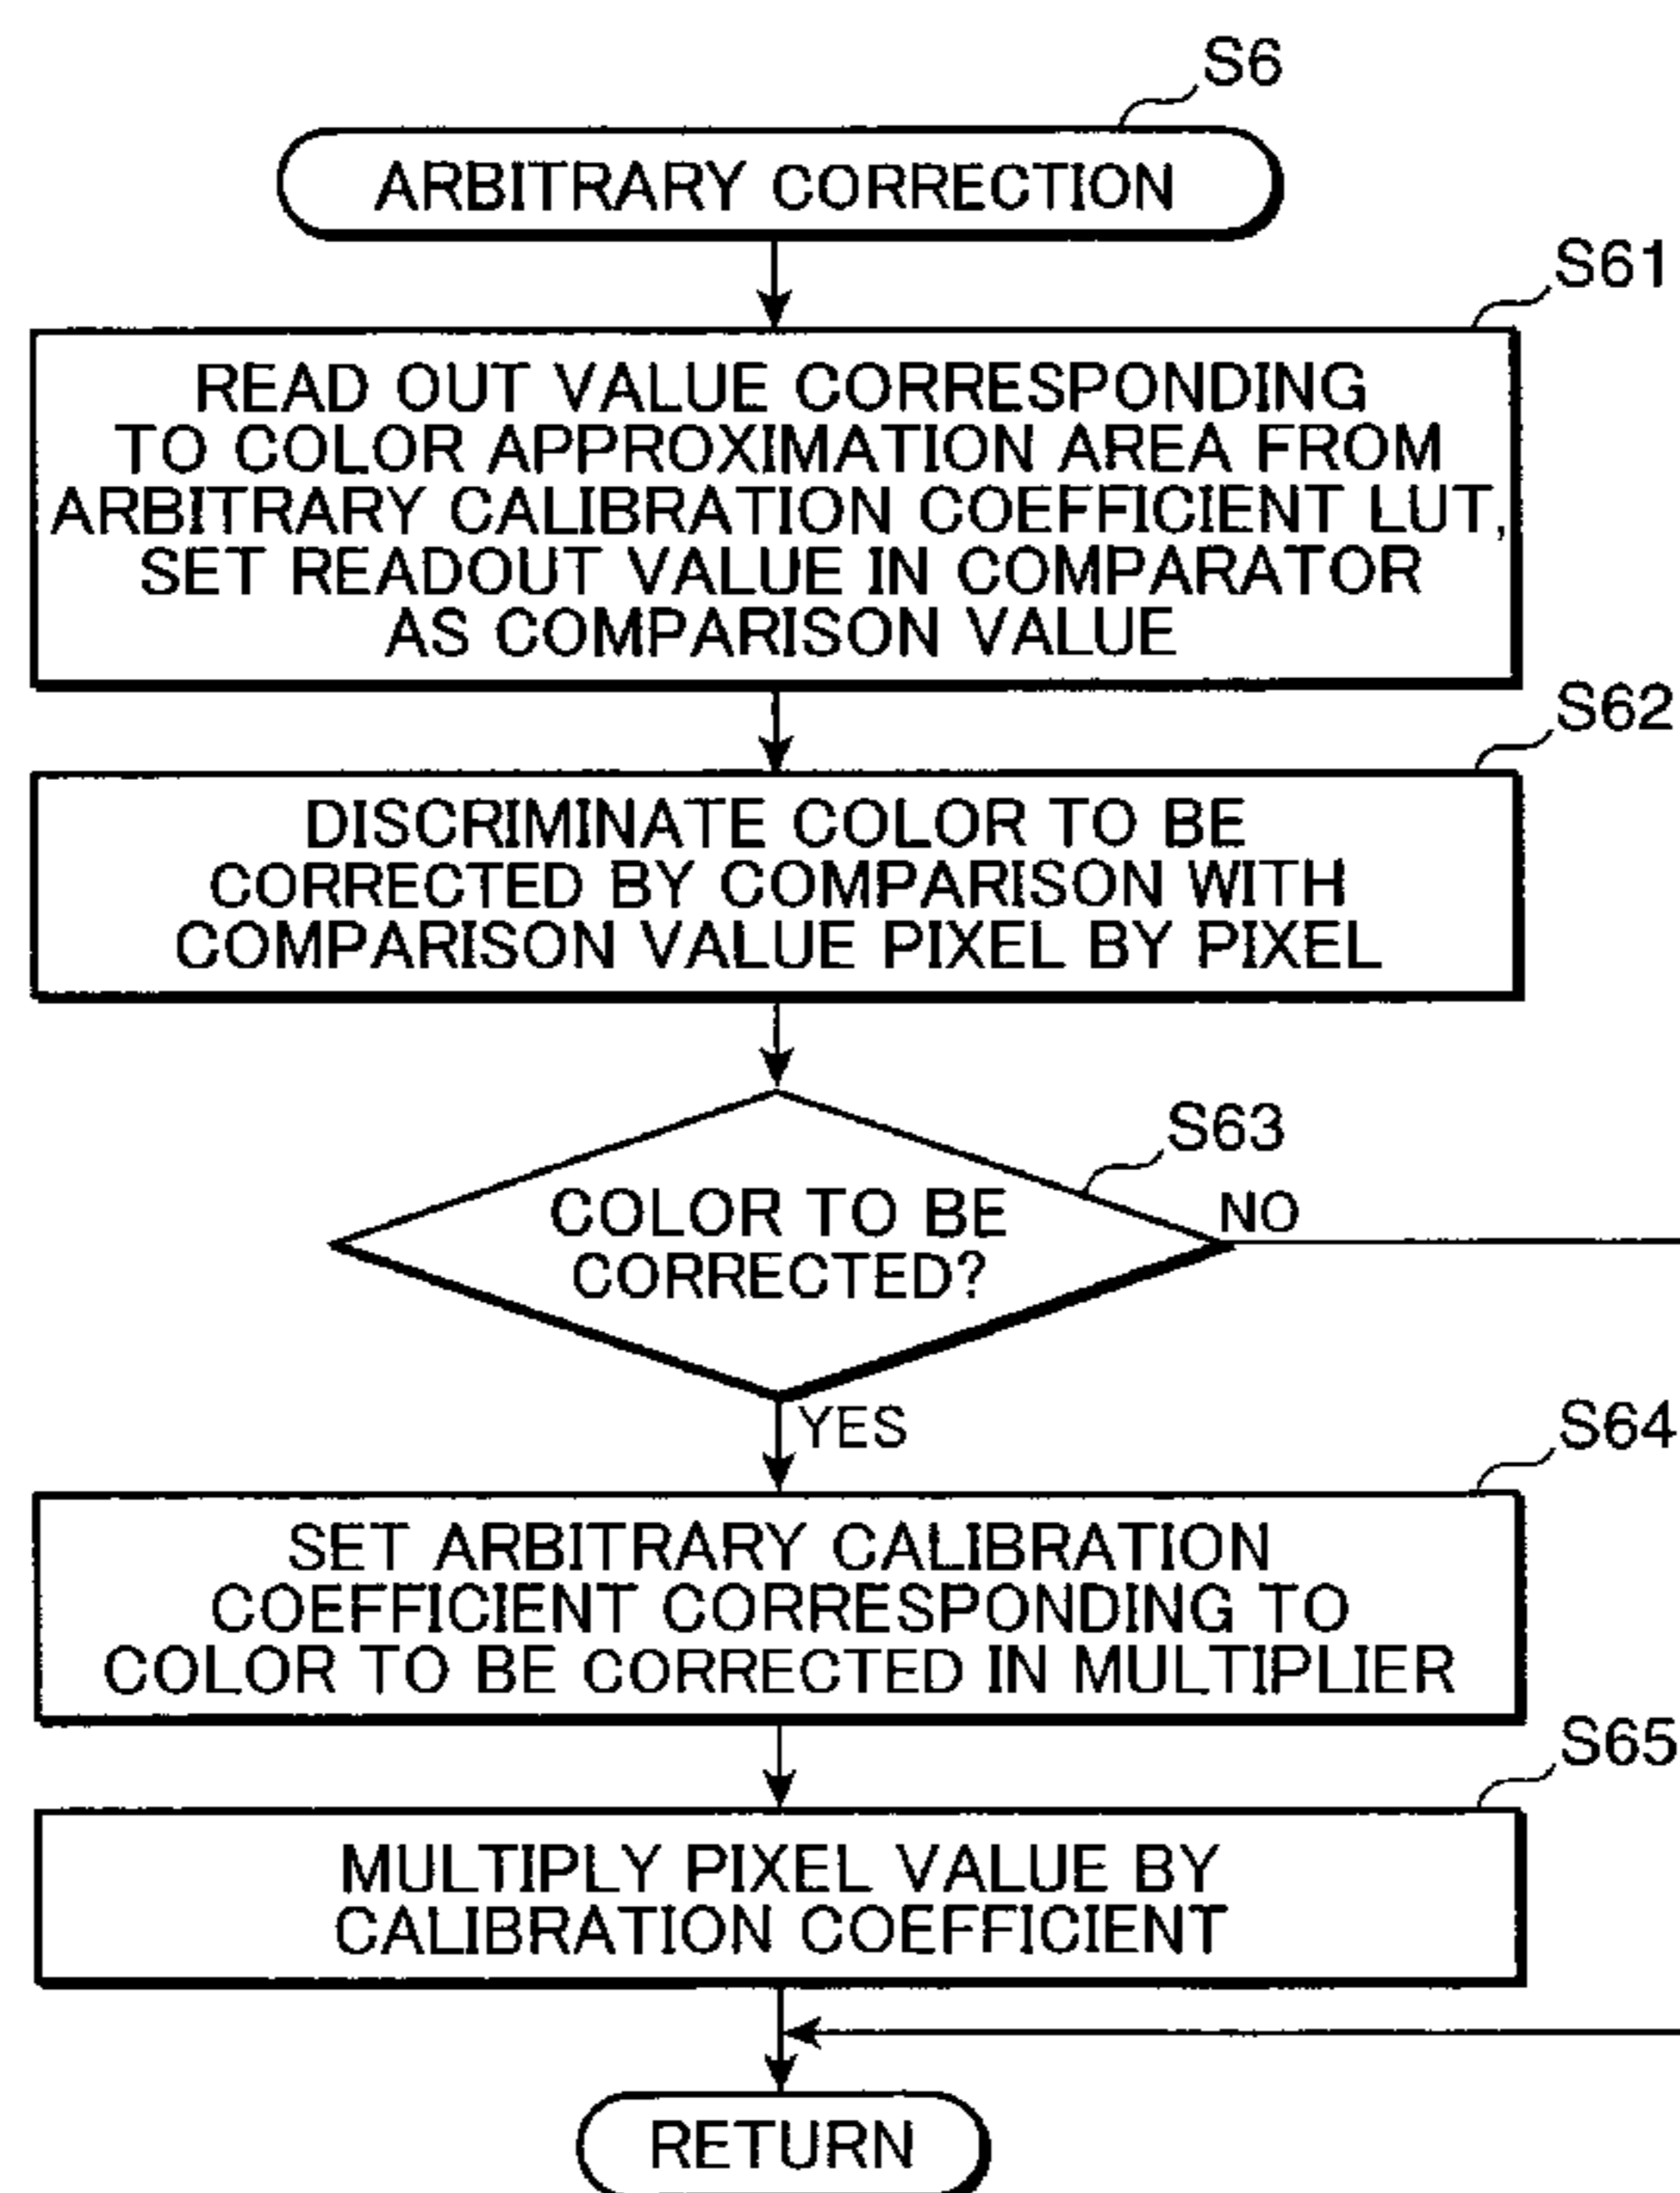 S6
ARBITRARY CORRECTION
S61
READ OUT VALUE CORRESPONDING
TO COLOR APPROXIMATION AREA FROM
ARBITRARY CALIBRATION COEFFICIENT LUT,
SET READOUT VALUE IN COMPARATOR
AS COMPARISON VALUE
S62
DISCRIMINATE COLOR TO BE
CORRECTED BY COMPARISON WITH
COMPARISON VALUE PIXEL BY PIXEL
S63
COLOR TO BE
CORRECTED?
NO
YES
S64
SET ARBITRARY CALIBRATION
COEFFICIENT CORRESPONDING TO
COLOR TO BE CORRECTED IN MULTIPLIER
S65
MULTIPLY PIXEL VALUE BY
CALIBRATION COEFFICIENT
RETURN